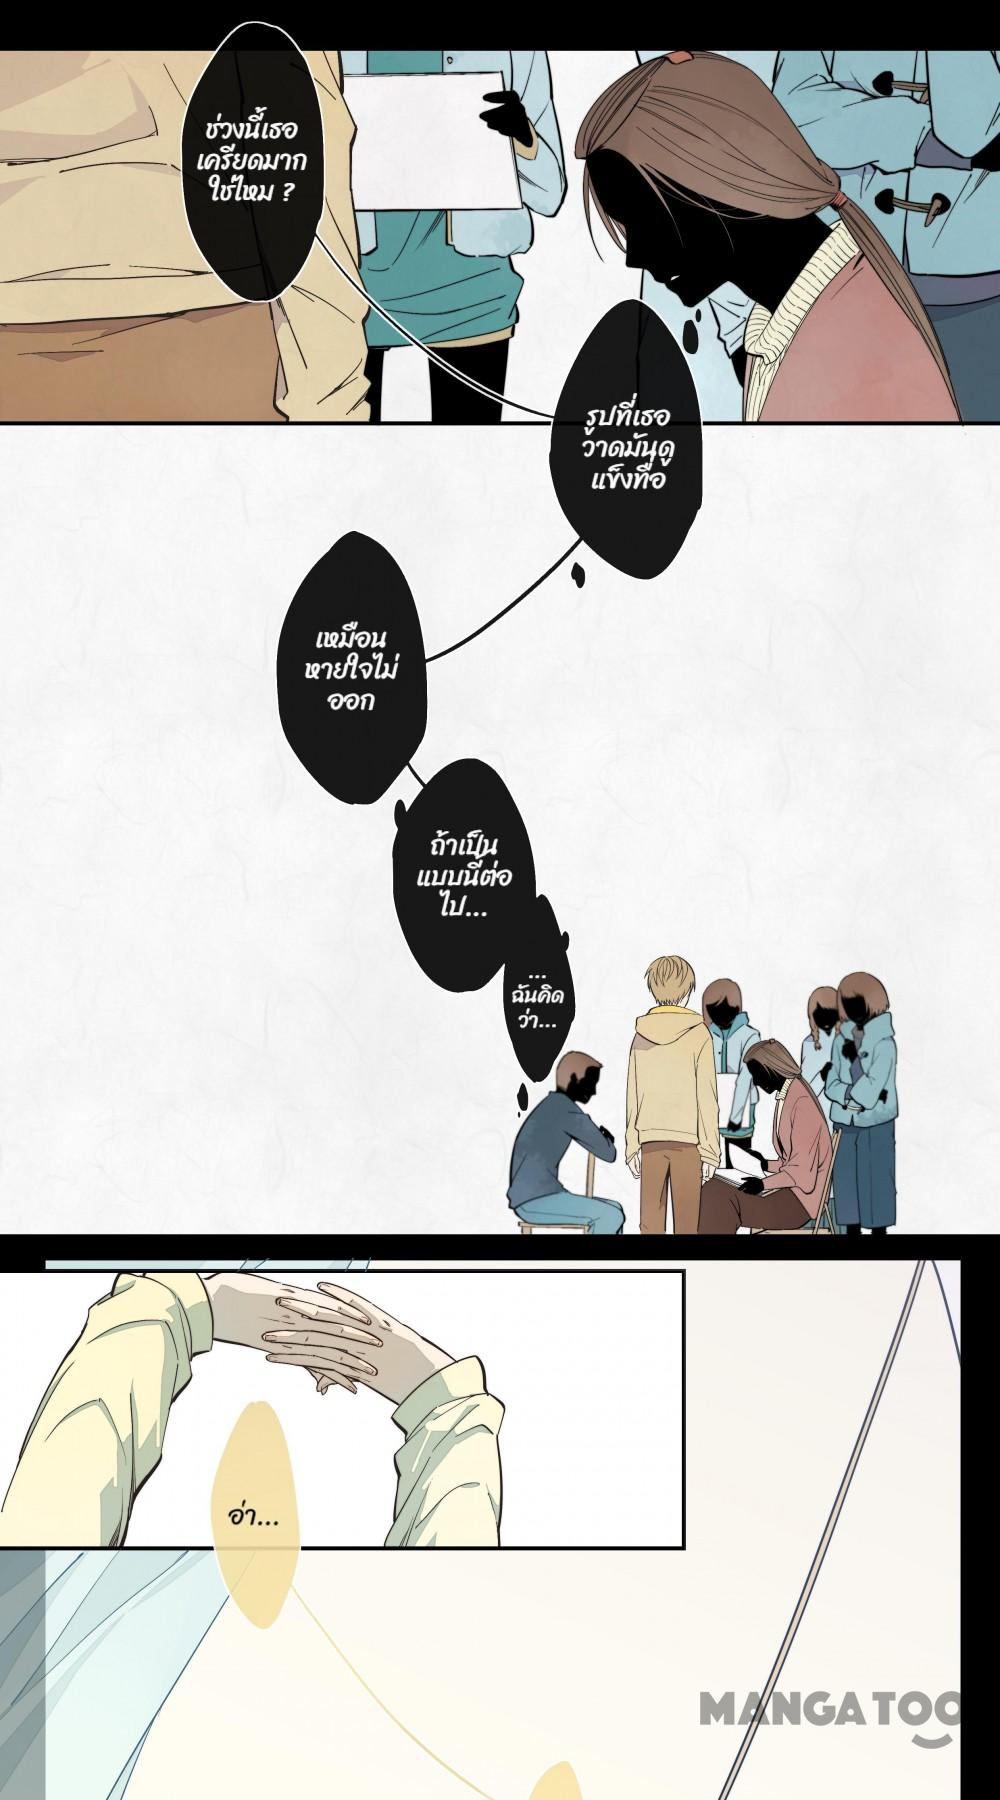 ช่วงนี้เธอ
เครียดมาก
ใช่ไหม ?
รูปที่เธอ
วาดมันดู
แข็งทื่อ
เหมือน
หายใจไม่
ออก
ถ้าเป็น
แบบนี้ต่อ
ไป...
...
ฉันคิด
ว่า...
อ่า...
MANGATOO